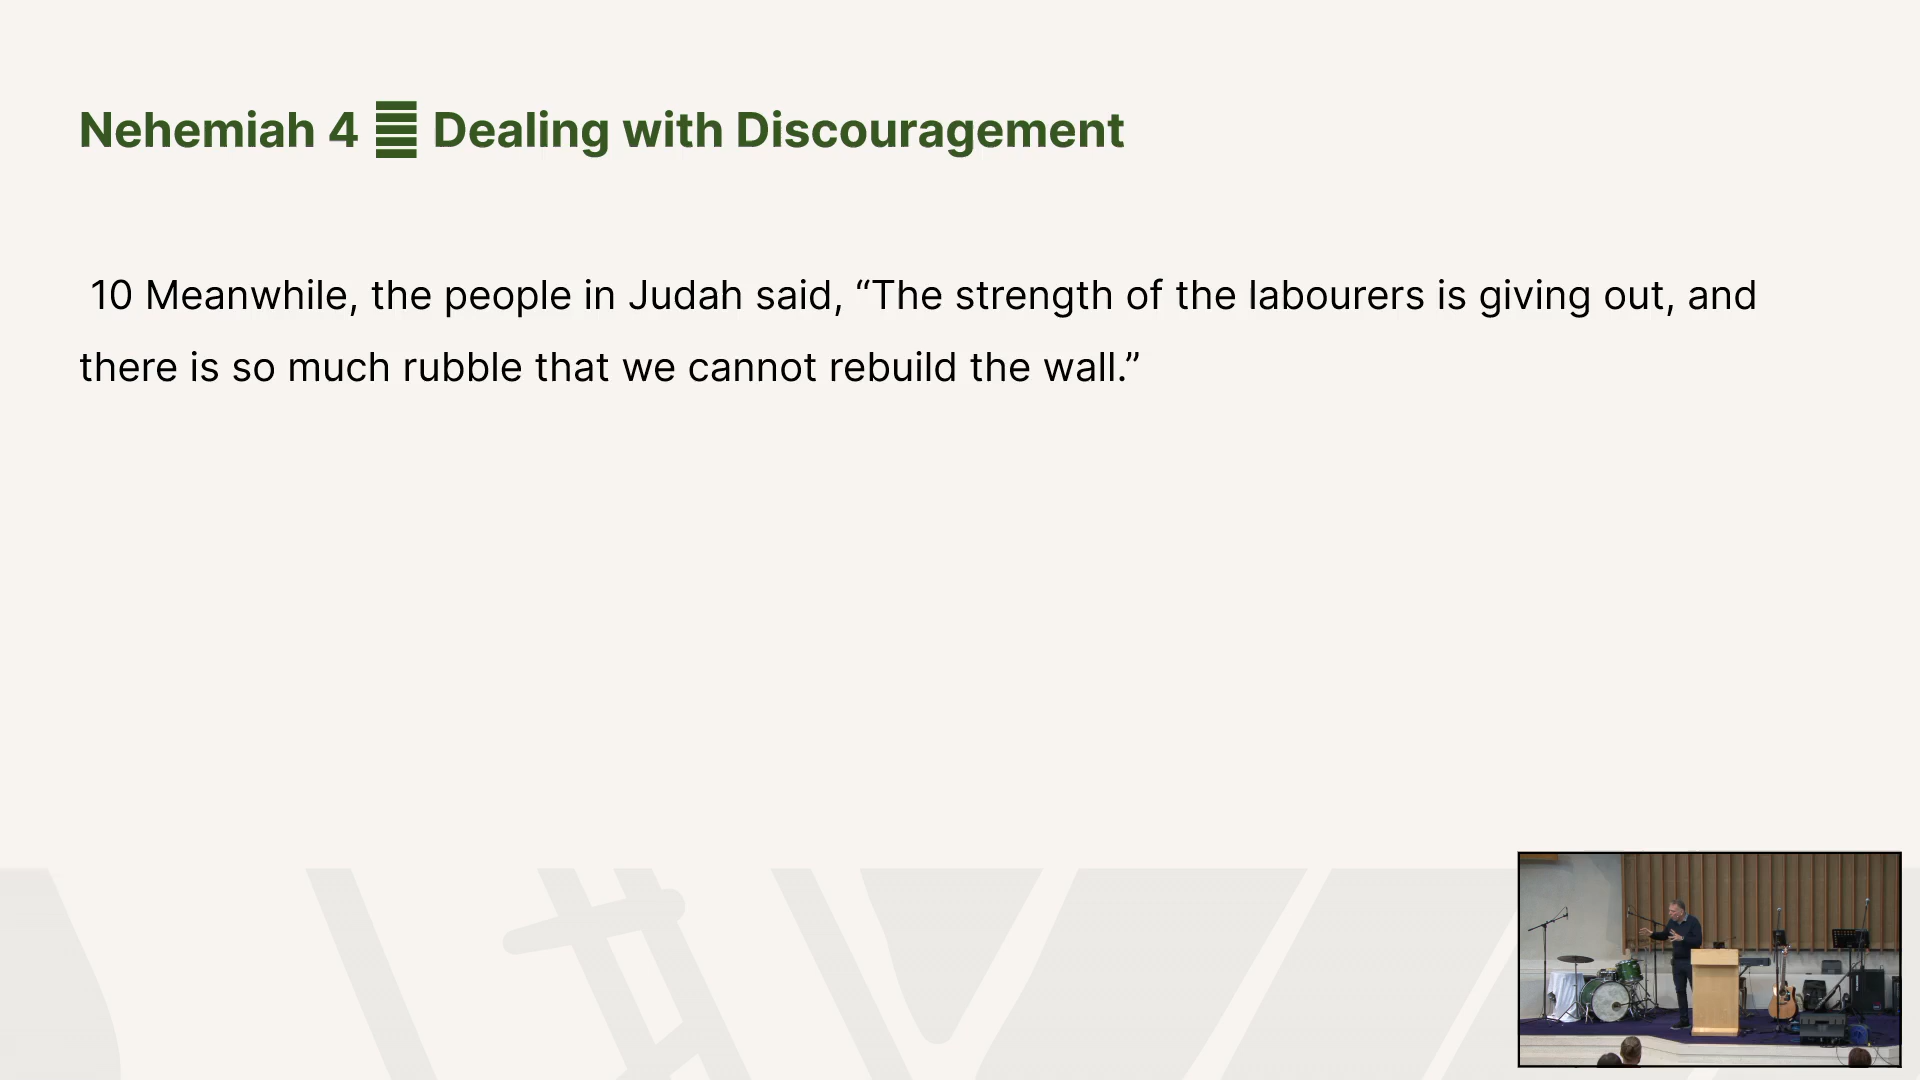 Nehemiah 4 𝌆 Dealing with Discouragement
10 Meanwhile, the people in Judah said, “The strength of the labourers is giving out, and
there is so much rubble that we cannot rebuild the wall.”